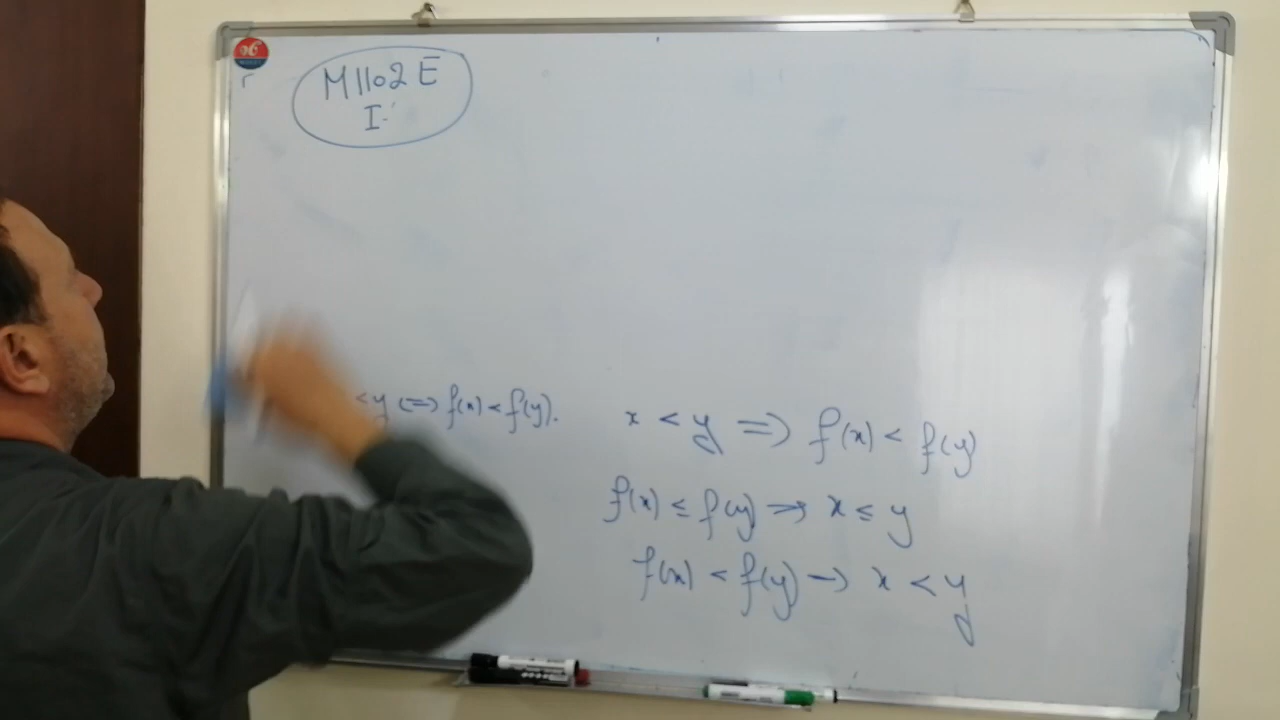 M1102 E
I.
<y <=> f(x) < f(y).
x < y => f(x) < f(y)
f(x) ≤ f(y) => x ≤ y
f(x) < f(y) -> x < y